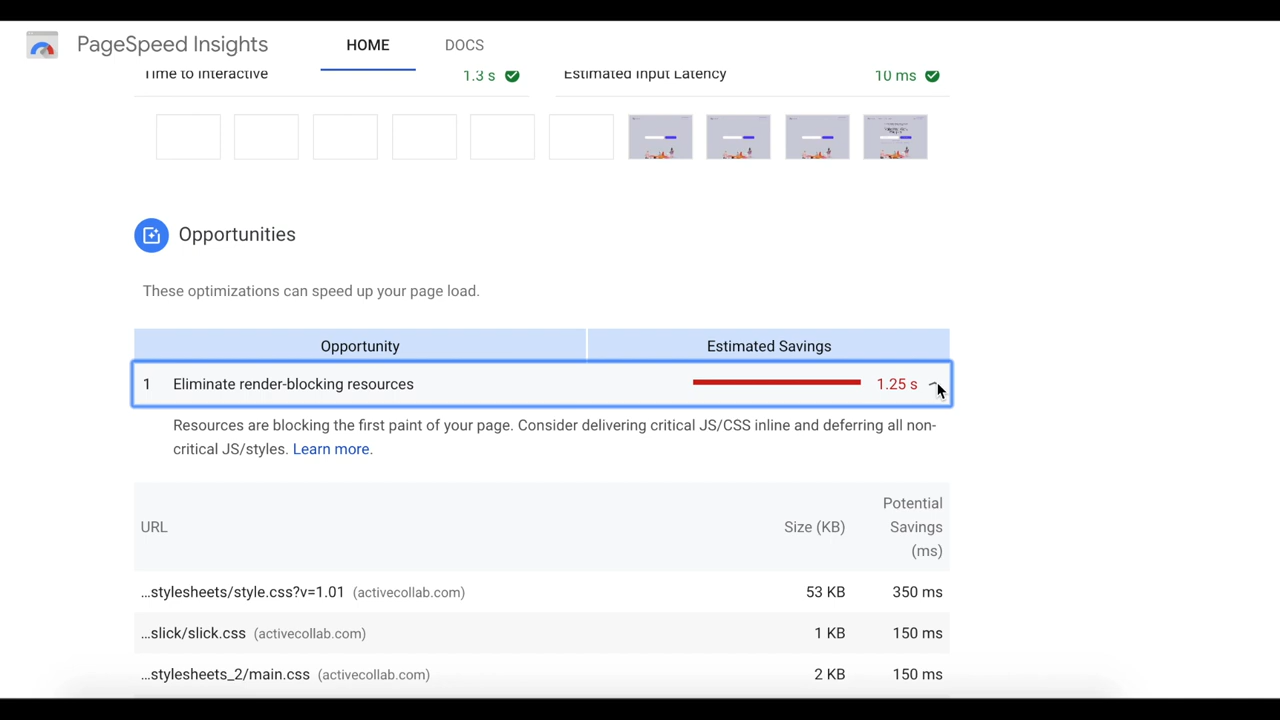 PageSpeed Insights HOME DOCS
Time to Interactive 1.3 s Estimated Input Latency 10 ms
Opportunities
These optimizations can speed up your page load.
Opportunity Estimated Savings
1 Eliminate render-blocking resources 1.25 s
Resources are blocking the first paint of your page. Consider delivering critical JS/CSS inline and deferring all non-
critical JS/styles. Learn more.
URL Size (KB) Potential Savings (ms)
…stylesheets/style.css?v=1.01 (activecollab.com) 53 KB 350 ms
…slick/slick.css (activecollab.com) 1 KB 150 ms
…stylesheets_2/main.css (activecollab.com) 2 KB 150 ms